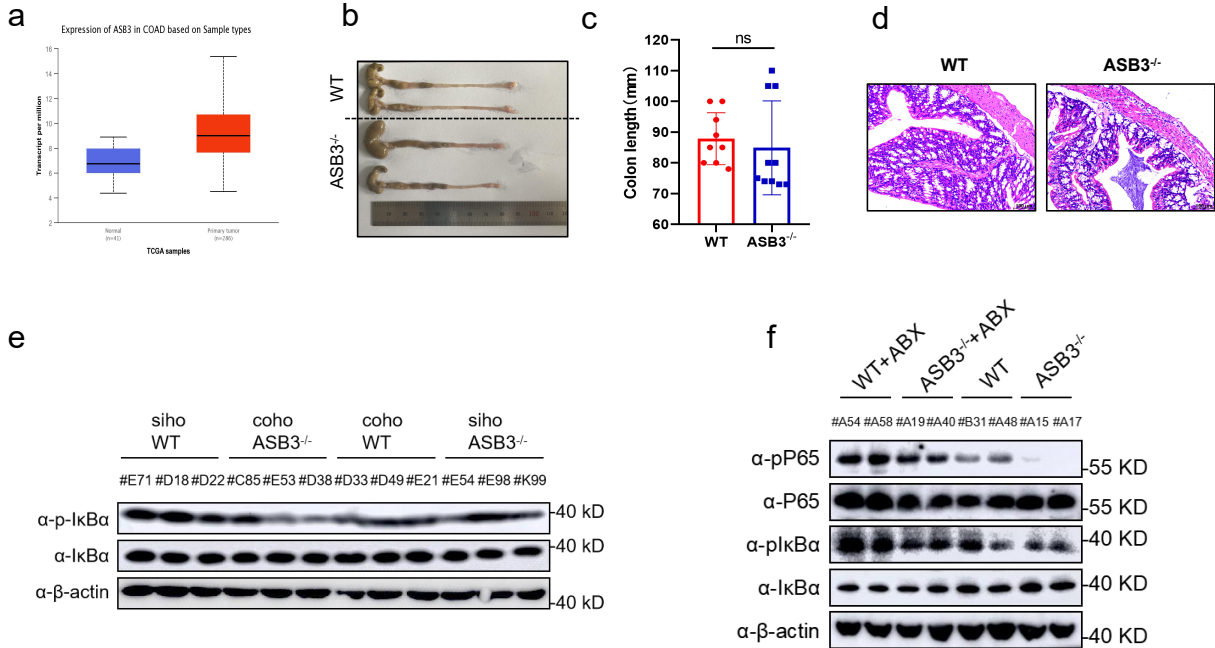 a
Expression of ASB3 in COAD based on Sample types
Transcript per million
16
14
12
10
8
6
4
2
Normal
(n=41)
Primary tumor
(n=286)
TCGA samples
b
WT
ASB3-/-
c
Colon length(mm)
120
110
100
90
80
70
60
ns
WT
ASB3-/-
d
WT
ASB3-/-
e
siho
WT
coho
ASB3-/-
coho
WT
siho
ASB3-/-
#E71 #D18 #D22 #C85 #E53 #D38 #D33 #D49 #E21 #E54 #E98 #K99
α-p-IκBα
40 kD
α-IκBα
40 kD
α-β-actin
40 kD
f
WT+ABX
ASB3-/-+ABX
WT
ASB3-/-
#A54 #A58 #A19 #A40 #B31 #A48 #A15 #A17
α-pP65
55 KD
α-P65
55 KD
α-pIκBα
40 KD
α-IκBα
40 KD
α-β-actin
40 KD